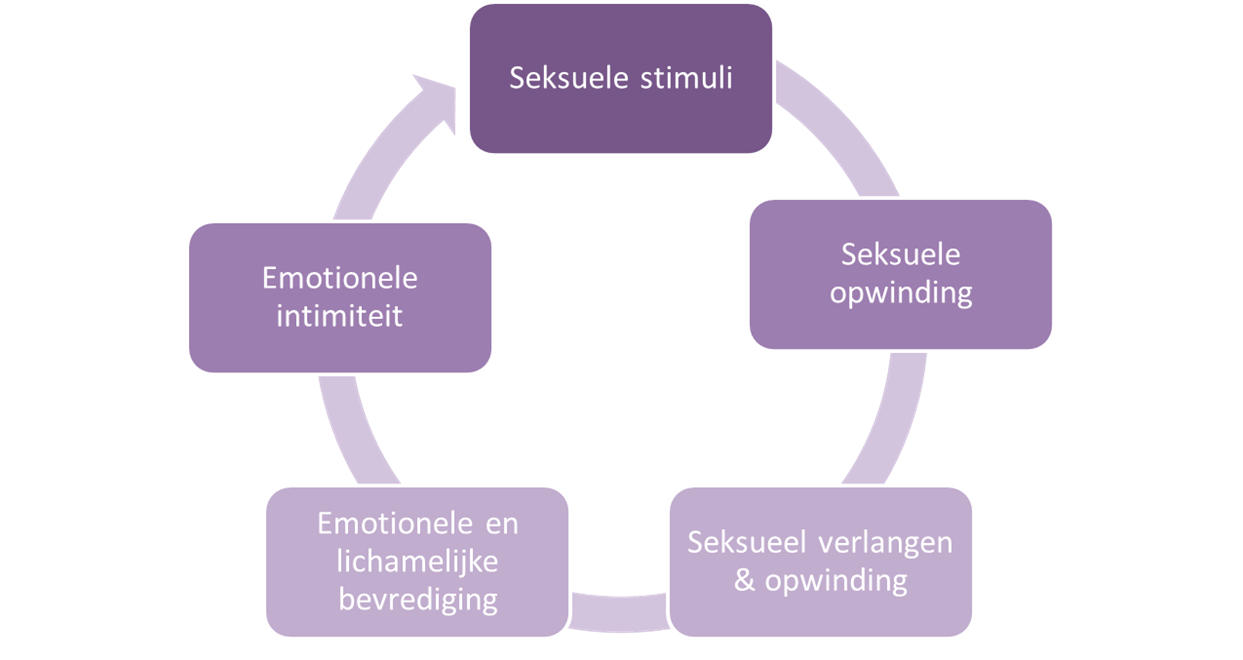 Seksuele stimuli
Seksuele
opwinding
Seksueel verlangen
& opwinding
Emotionele en
lichamelijke
bevrediging
Emotionele
intimiteit